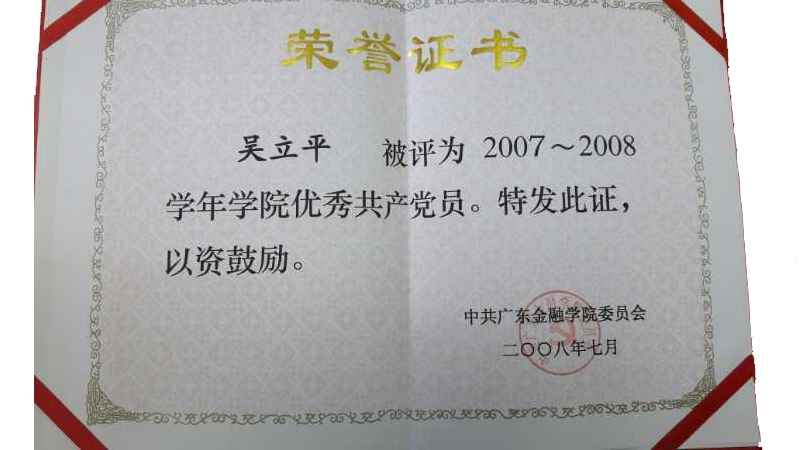 荣誉证书
吴立平 被评为 2007～2008
学年学院优秀共产党员。特发此证，
以资鼓励。
中共广东金融学院委员会
二〇〇八年七月